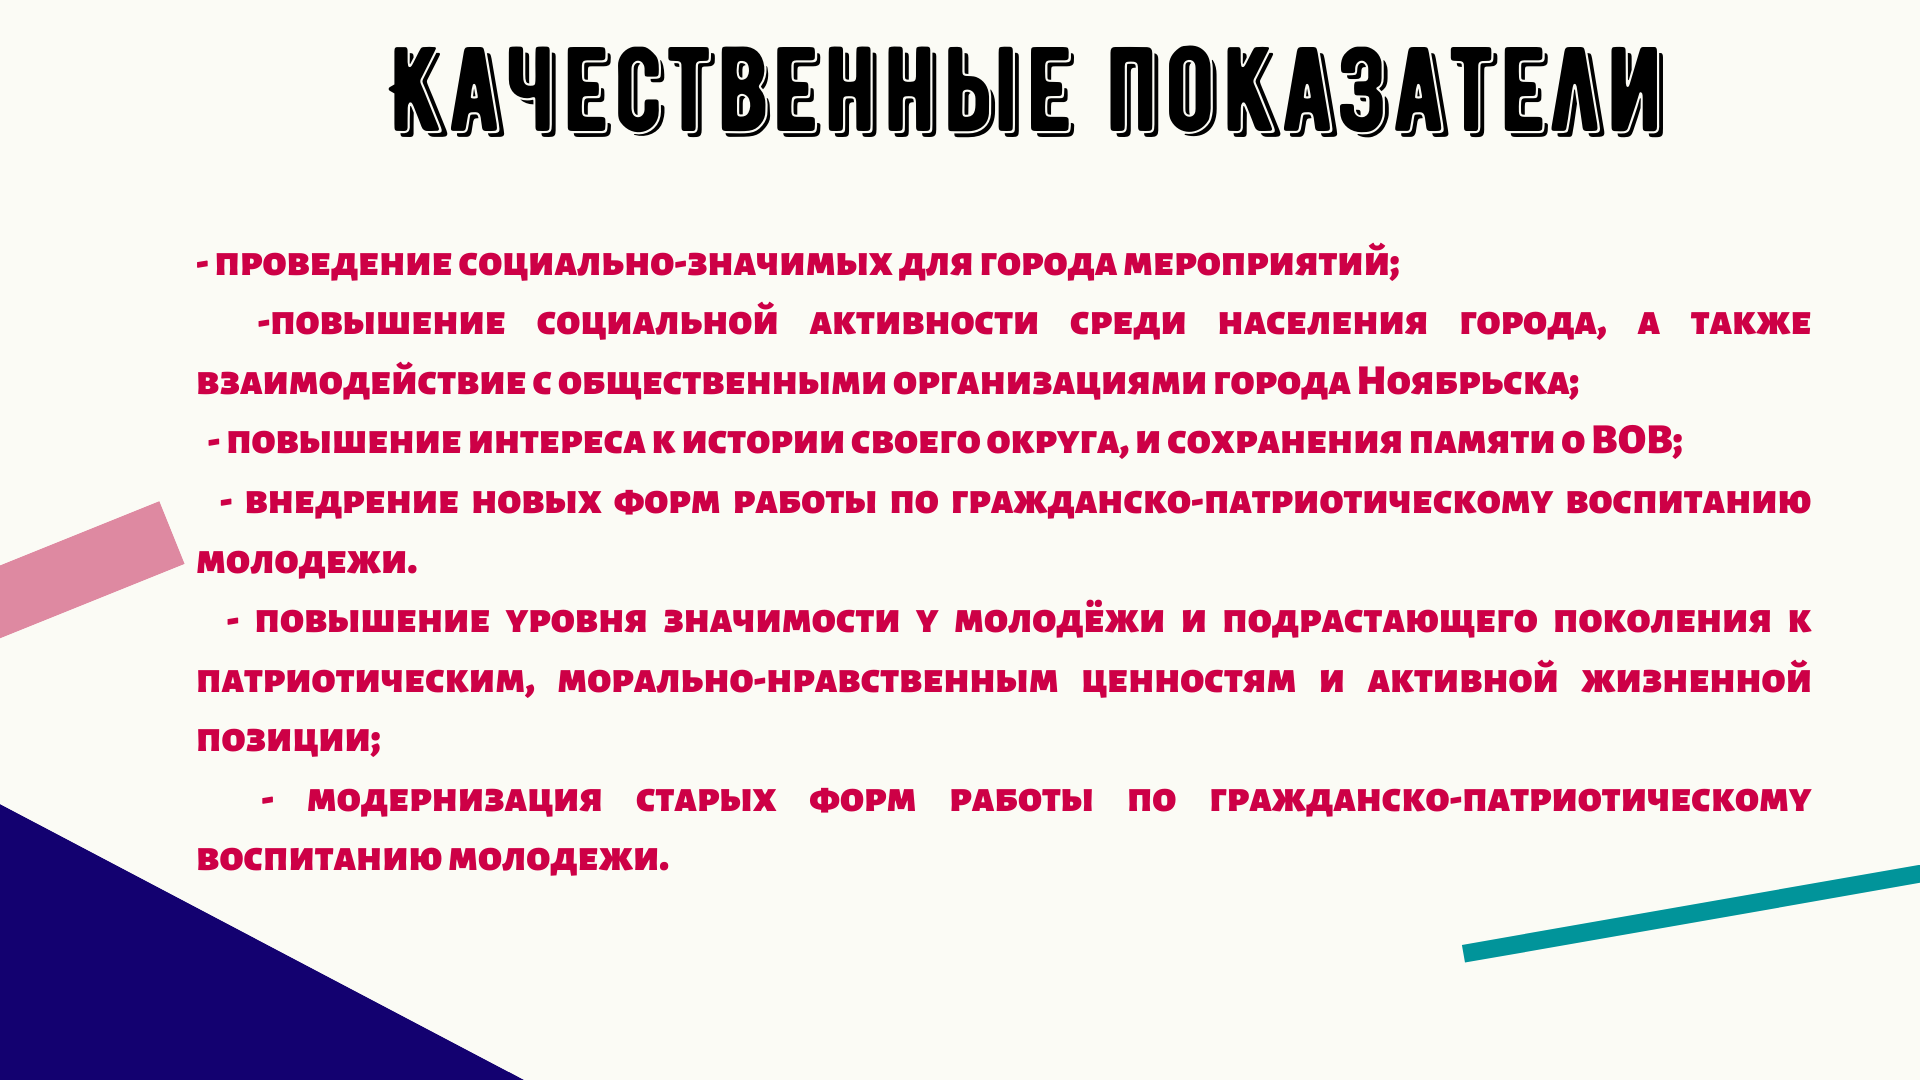 КАЧЕСТВЕННЫЕ ПОКАЗАТЕЛИ
- проведение социально-значимых для города мероприятий;
-повышение социальной активности среди населения города, а также
взаимодействие с общественными организациями города Ноябрьска;
- повышение интереса к истории своего округа, и сохранения памяти о ВОВ;
- внедрение новых форм работы по гражданско-патриотическому воспитанию
молодежи.
- повышение уровня значимости у молодёжи и подрастающего поколения к
патриотическим, морально-нравственным ценностям и активной жизненной
позиции;
- модернизация старых форм работы по гражданско-патриотическому
воспитанию молодежи.